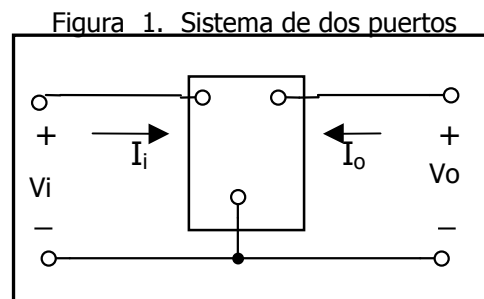 Figura 1. Sistema de dos puertos
+ Ii Io +
Vi Vo
− −